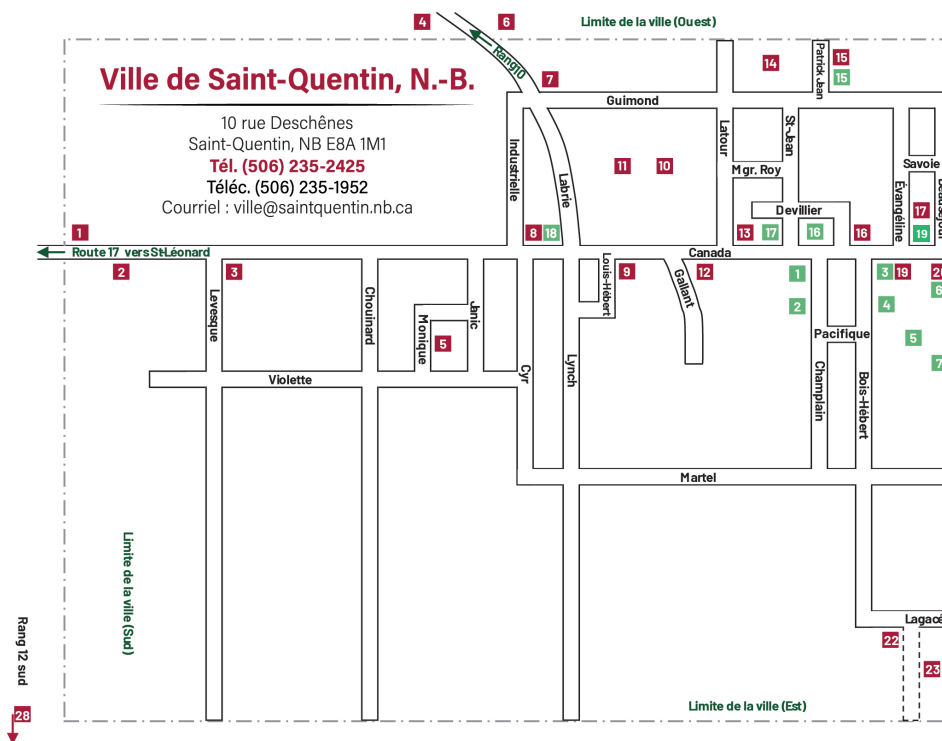 4
6
Limite de la ville (Ouest)
Rang10
7
14
Patrick Jean
15
15
Ville de Saint-Quentin, N.-B.
10 rue Deschênes
Saint-Quentin, NB E8A 1M1
Tél. (506) 235-2425
Téléc. (506) 235-1952
Courriel : ville@saintquentin.nb.ca
Guimond
Industrielle
Labrie
11
10
Latour
St-Jean
Mgr. Roy
Devillier
Évangéline
Savoie
17
19
1
8
18
13
17
16
16
Route 17 vers St-Léonard
Canada
2
3
Levesque
Chouinard
Janic
Monique
5
Violette
Cyr
Lynch
Louis-Hébert
9
Gallant
12
1
2
3
19
4
6
5
7
Pacifique
Champlain
Bois-Hébert
Martel
Limite de la ville (Sud)
Rang 12 sud
28
Lagacé
22
23
Limite de la ville (Est)